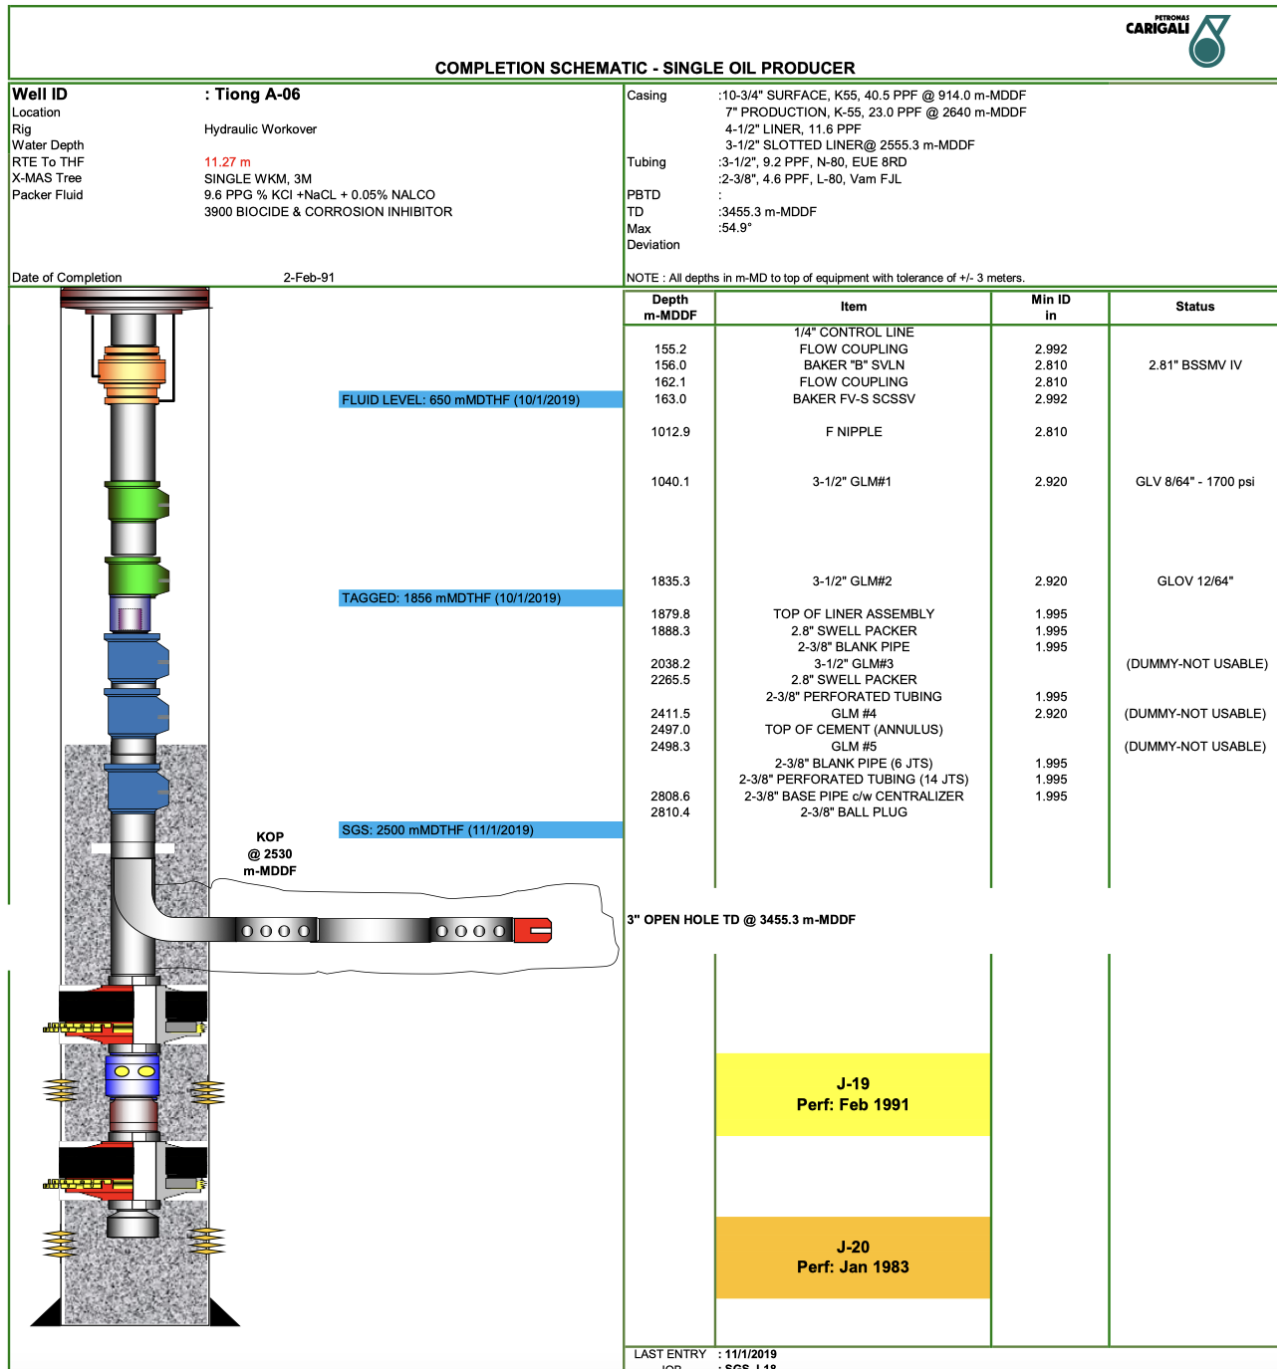 PETRONAS
CARIGALI
COMPLETION SCHEMATIC - SINGLE OIL PRODUCER
Well ID : Tiong A-06
Location
Rig Hydraulic Workover
Water Depth
RTE To THF 11.27 m
X-MAS Tree SINGLE WKM, 3M
Packer Fluid 9.6 PPG % KCl +NaCL + 0.05% NALCO
3900 BIOCIDE & CORROSION INHIBITOR
Date of Completion 2-Feb-91
Casing :10-3/4" SURFACE, K55, 40.5 PPF @ 914.0 m-MDDF
7" PRODUCTION, K-55, 23.0 PPF @ 2640 m-MDDF
4-1/2" LINER, 11.6 PPF
3-1/2" SLOTTED LINER@ 2555.3 m-MDDF
Tubing :3-1/2", 9.2 PPF, N-80, EUE 8RD
:2-3/8", 4.6 PPF, L-80, Vam FJL
PBTD :
TD :3455.3 m-MDDF
Max :54.9°
Deviation
NOTE : All depths in m-MD to top of equipment with tolerance of +/- 3 meters.
Depth m-MDDF Item Min ID in Status
1/4" CONTROL LINE
155.2 FLOW COUPLING 2.992
156.0 BAKER "B" SVLN 2.810 2.81" BSSMV IV
162.1 FLOW COUPLING 2.810
163.0 BAKER FV-S SCSSV 2.992
1012.9 F NIPPLE 2.810
1040.1 3-1/2" GLM#1 2.920 GLV 8/64" - 1700 psi
1835.3 3-1/2" GLM#2 2.920 GLOV 12/64"
1879.8 TOP OF LINER ASSEMBLY 1.995
1888.3 2.8" SWELL PACKER 1.995
2-3/8" BLANK PIPE 1.995
2038.2 3-1/2" GLM#3 (DUMMY-NOT USABLE)
2265.5 2.8" SWELL PACKER
2-3/8" PERFORATED TUBING 1.995
2411.5 GLM #4 2.920 (DUMMY-NOT USABLE)
2497.0 TOP OF CEMENT (ANNULUS)
2498.3 GLM #5 (DUMMY-NOT USABLE)
2-3/8" BLANK PIPE (6 JTS) 1.995
2-3/8" PERFORATED TUBING (14 JTS) 1.995
2808.6 2-3/8" BASE PIPE c/w CENTRALIZER 1.995
2810.4 2-3/8" BALL PLUG
FLUID LEVEL: 650 mMDTHF (10/1/2019)
TAGGED: 1856 mMDTHF (10/1/2019)
SGS: 2500 mMDTHF (11/1/2019)
KOP
@ 2530
m-MDDF
3" OPEN HOLE TD @ 3455.3 m-MDDF
J-19
Perf: Feb 1991
J-20
Perf: Jan 1983
LAST ENTRY : 11/1/2019
JOB : SGS J-18